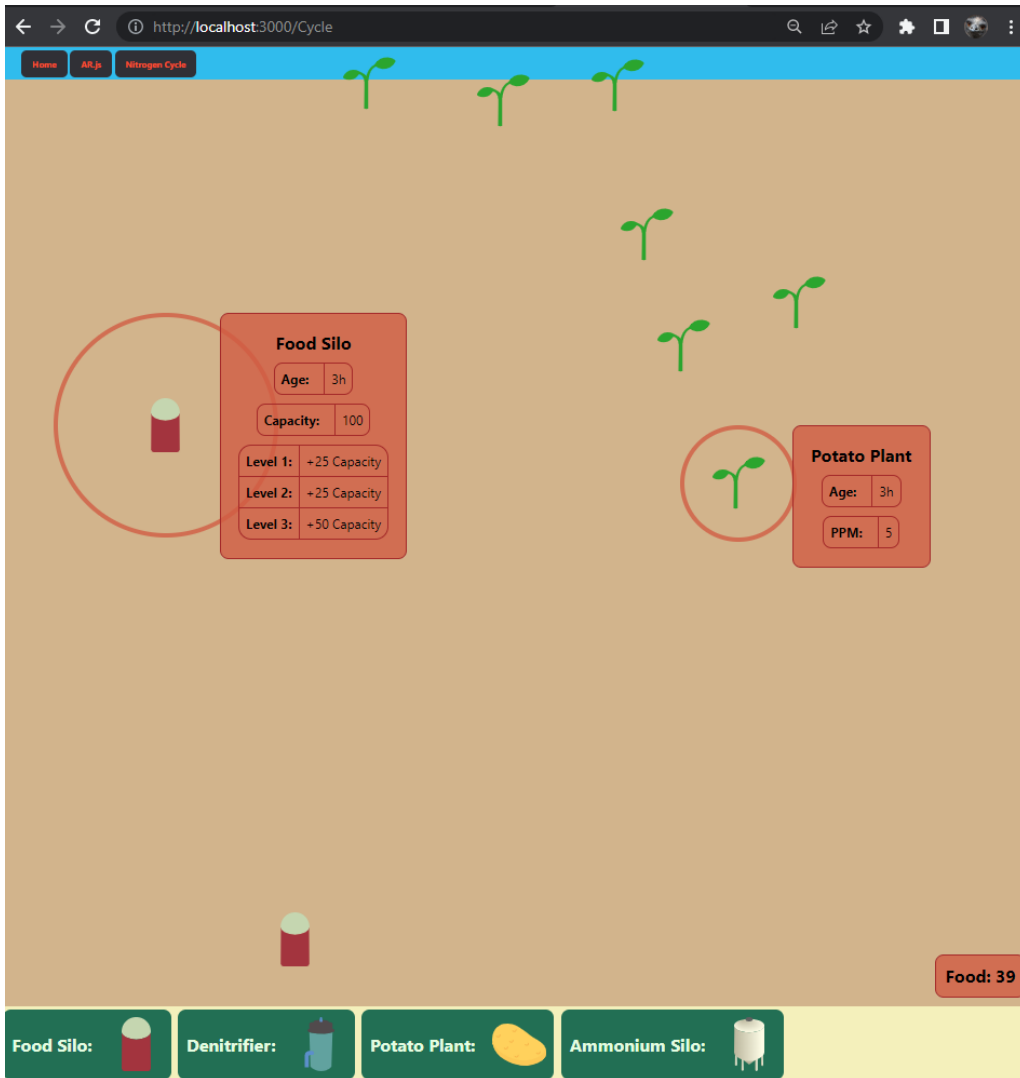 http://localhost:3000/Cycle
Home AR.js Nitrogen Cycle
Food Silo
Age: 3h
Capacity: 100
Level 1: +25 Capacity
Level 2: +25 Capacity
Level 3: +50 Capacity
Potato Plant
Age: 3h
PPM: 5
Food: 39
Food Silo: Denitrifier: Potato Plant: Ammonium Silo: